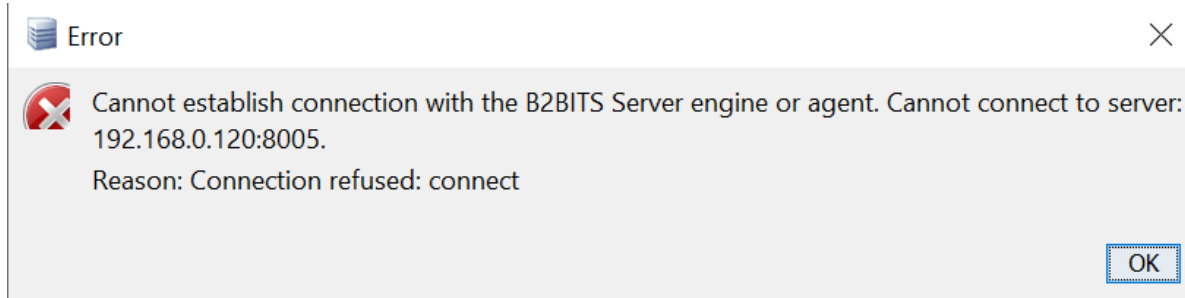 Error
Cannot establish connection with the B2BITS Server engine or agent. Cannot connect to server:
192.168.0.120:8005.
Reason: Connection refused: connect
OK